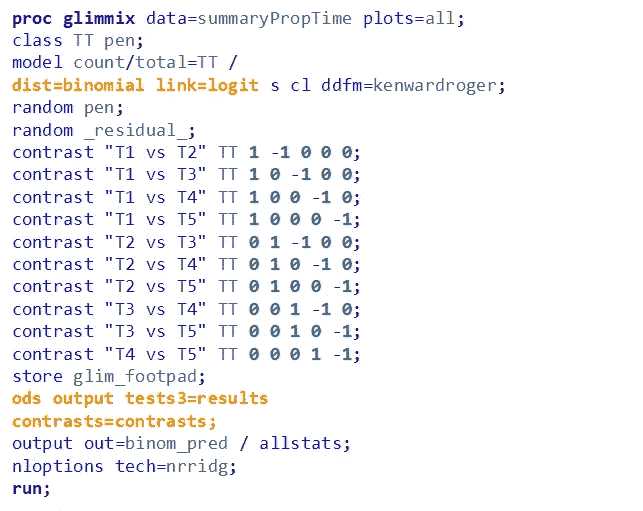 proc glimmix data=summaryPropTime plots=all;
class TT pen;
model count/total=TT /
dist=binomial link=logit s cl ddfm=kenwardroger;
random pen;
random _residual_;
contrast "T1 vs T2" TT 1 -1 0 0 0;
contrast "T1 vs T3" TT 1 0 -1 0 0;
contrast "T1 vs T4" TT 1 0 0 -1 0;
contrast "T1 vs T5" TT 1 0 0 0 -1;
contrast "T2 vs T3" TT 0 1 -1 0 0;
contrast "T2 vs T4" TT 0 1 0 -1 0;
contrast "T2 vs T5" TT 0 1 0 0 -1;
contrast "T3 vs T4" TT 0 0 1 -1 0;
contrast "T3 vs T5" TT 0 0 1 0 -1;
contrast "T4 vs T5" TT 0 0 0 1 -1;
store glim_footpad;
ods output tests3=results
contrasts=contrasts;
output out=binom_pred / allstats;
nloptions tech=nrridg;
run;